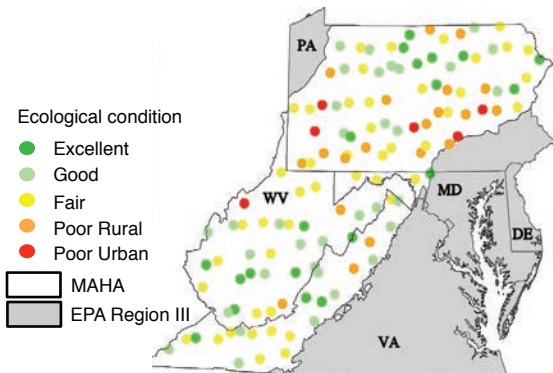 Ecological condition
Excellent
Good
Fair
Poor Rural
Poor Urban
MAHA
EPA Region III
PA
WV
MD
DE
VA